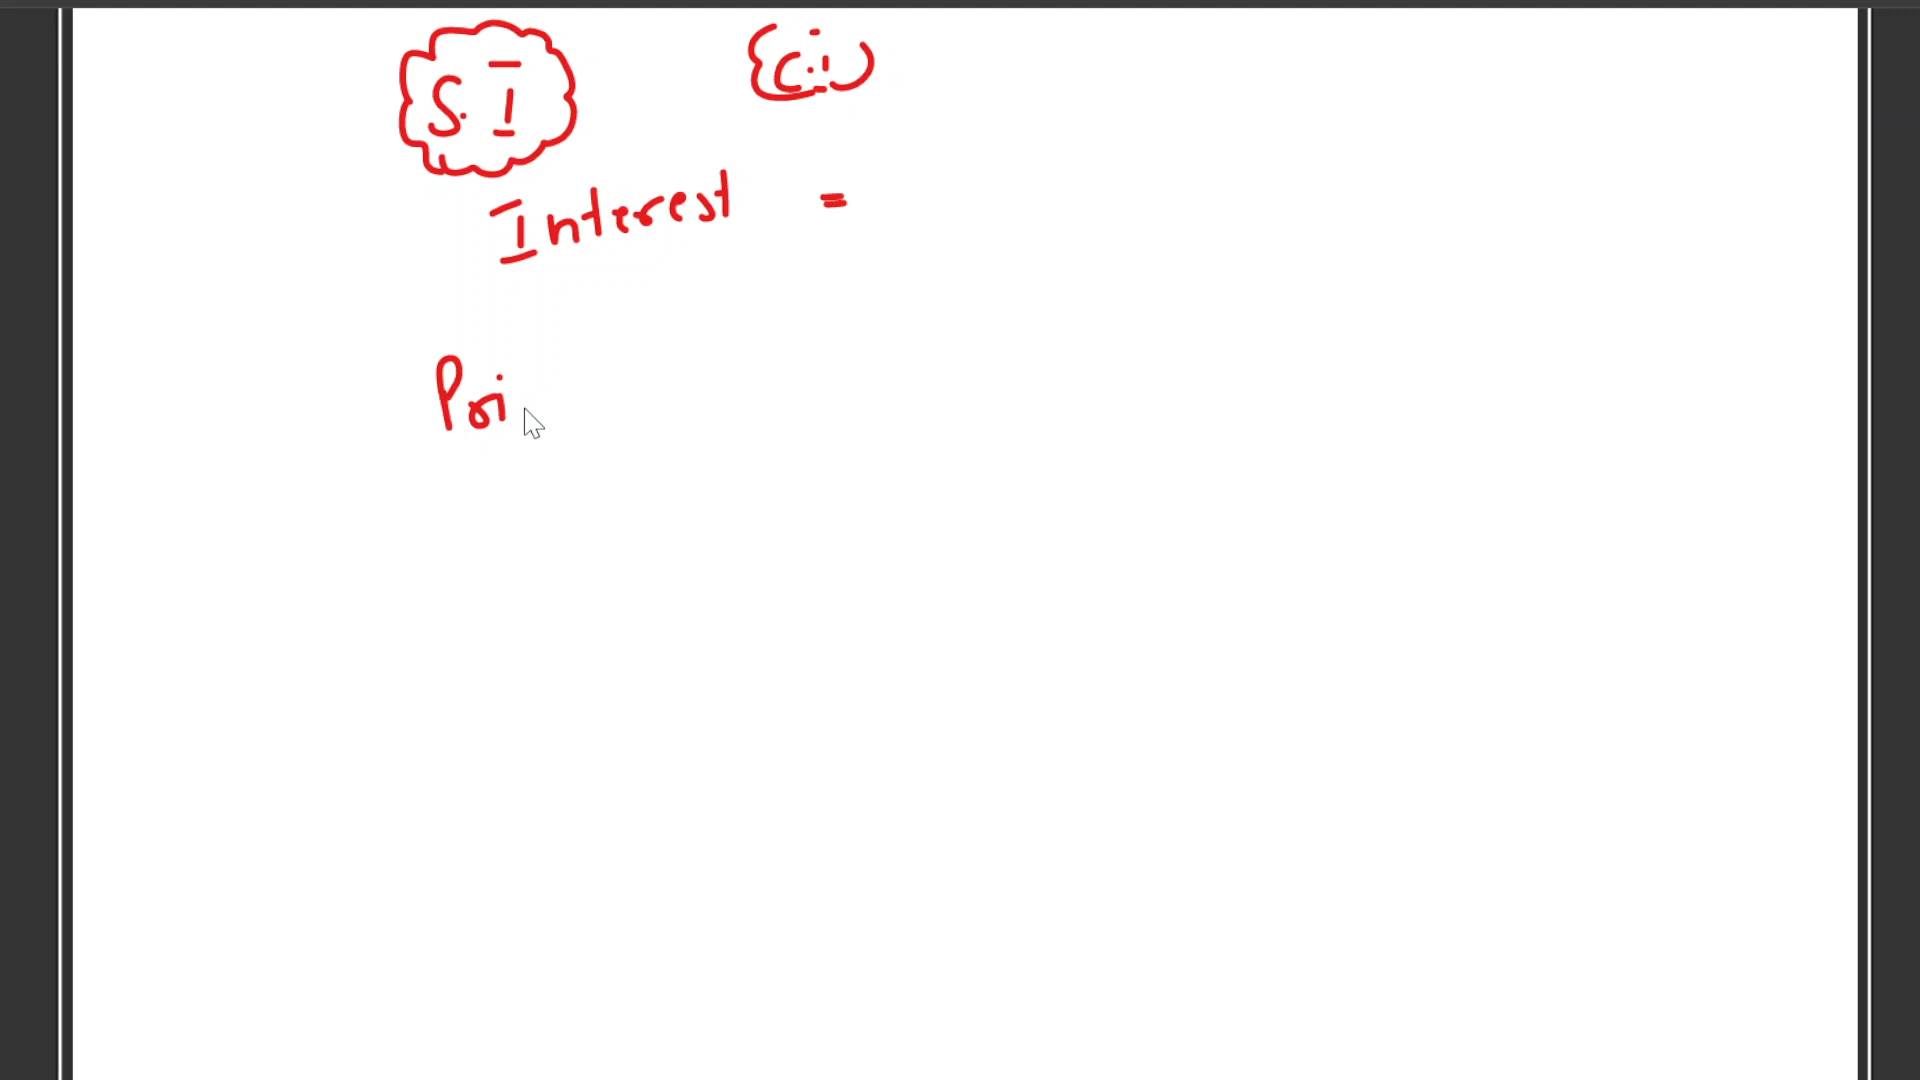 S.I C.I
Interest =
Pri